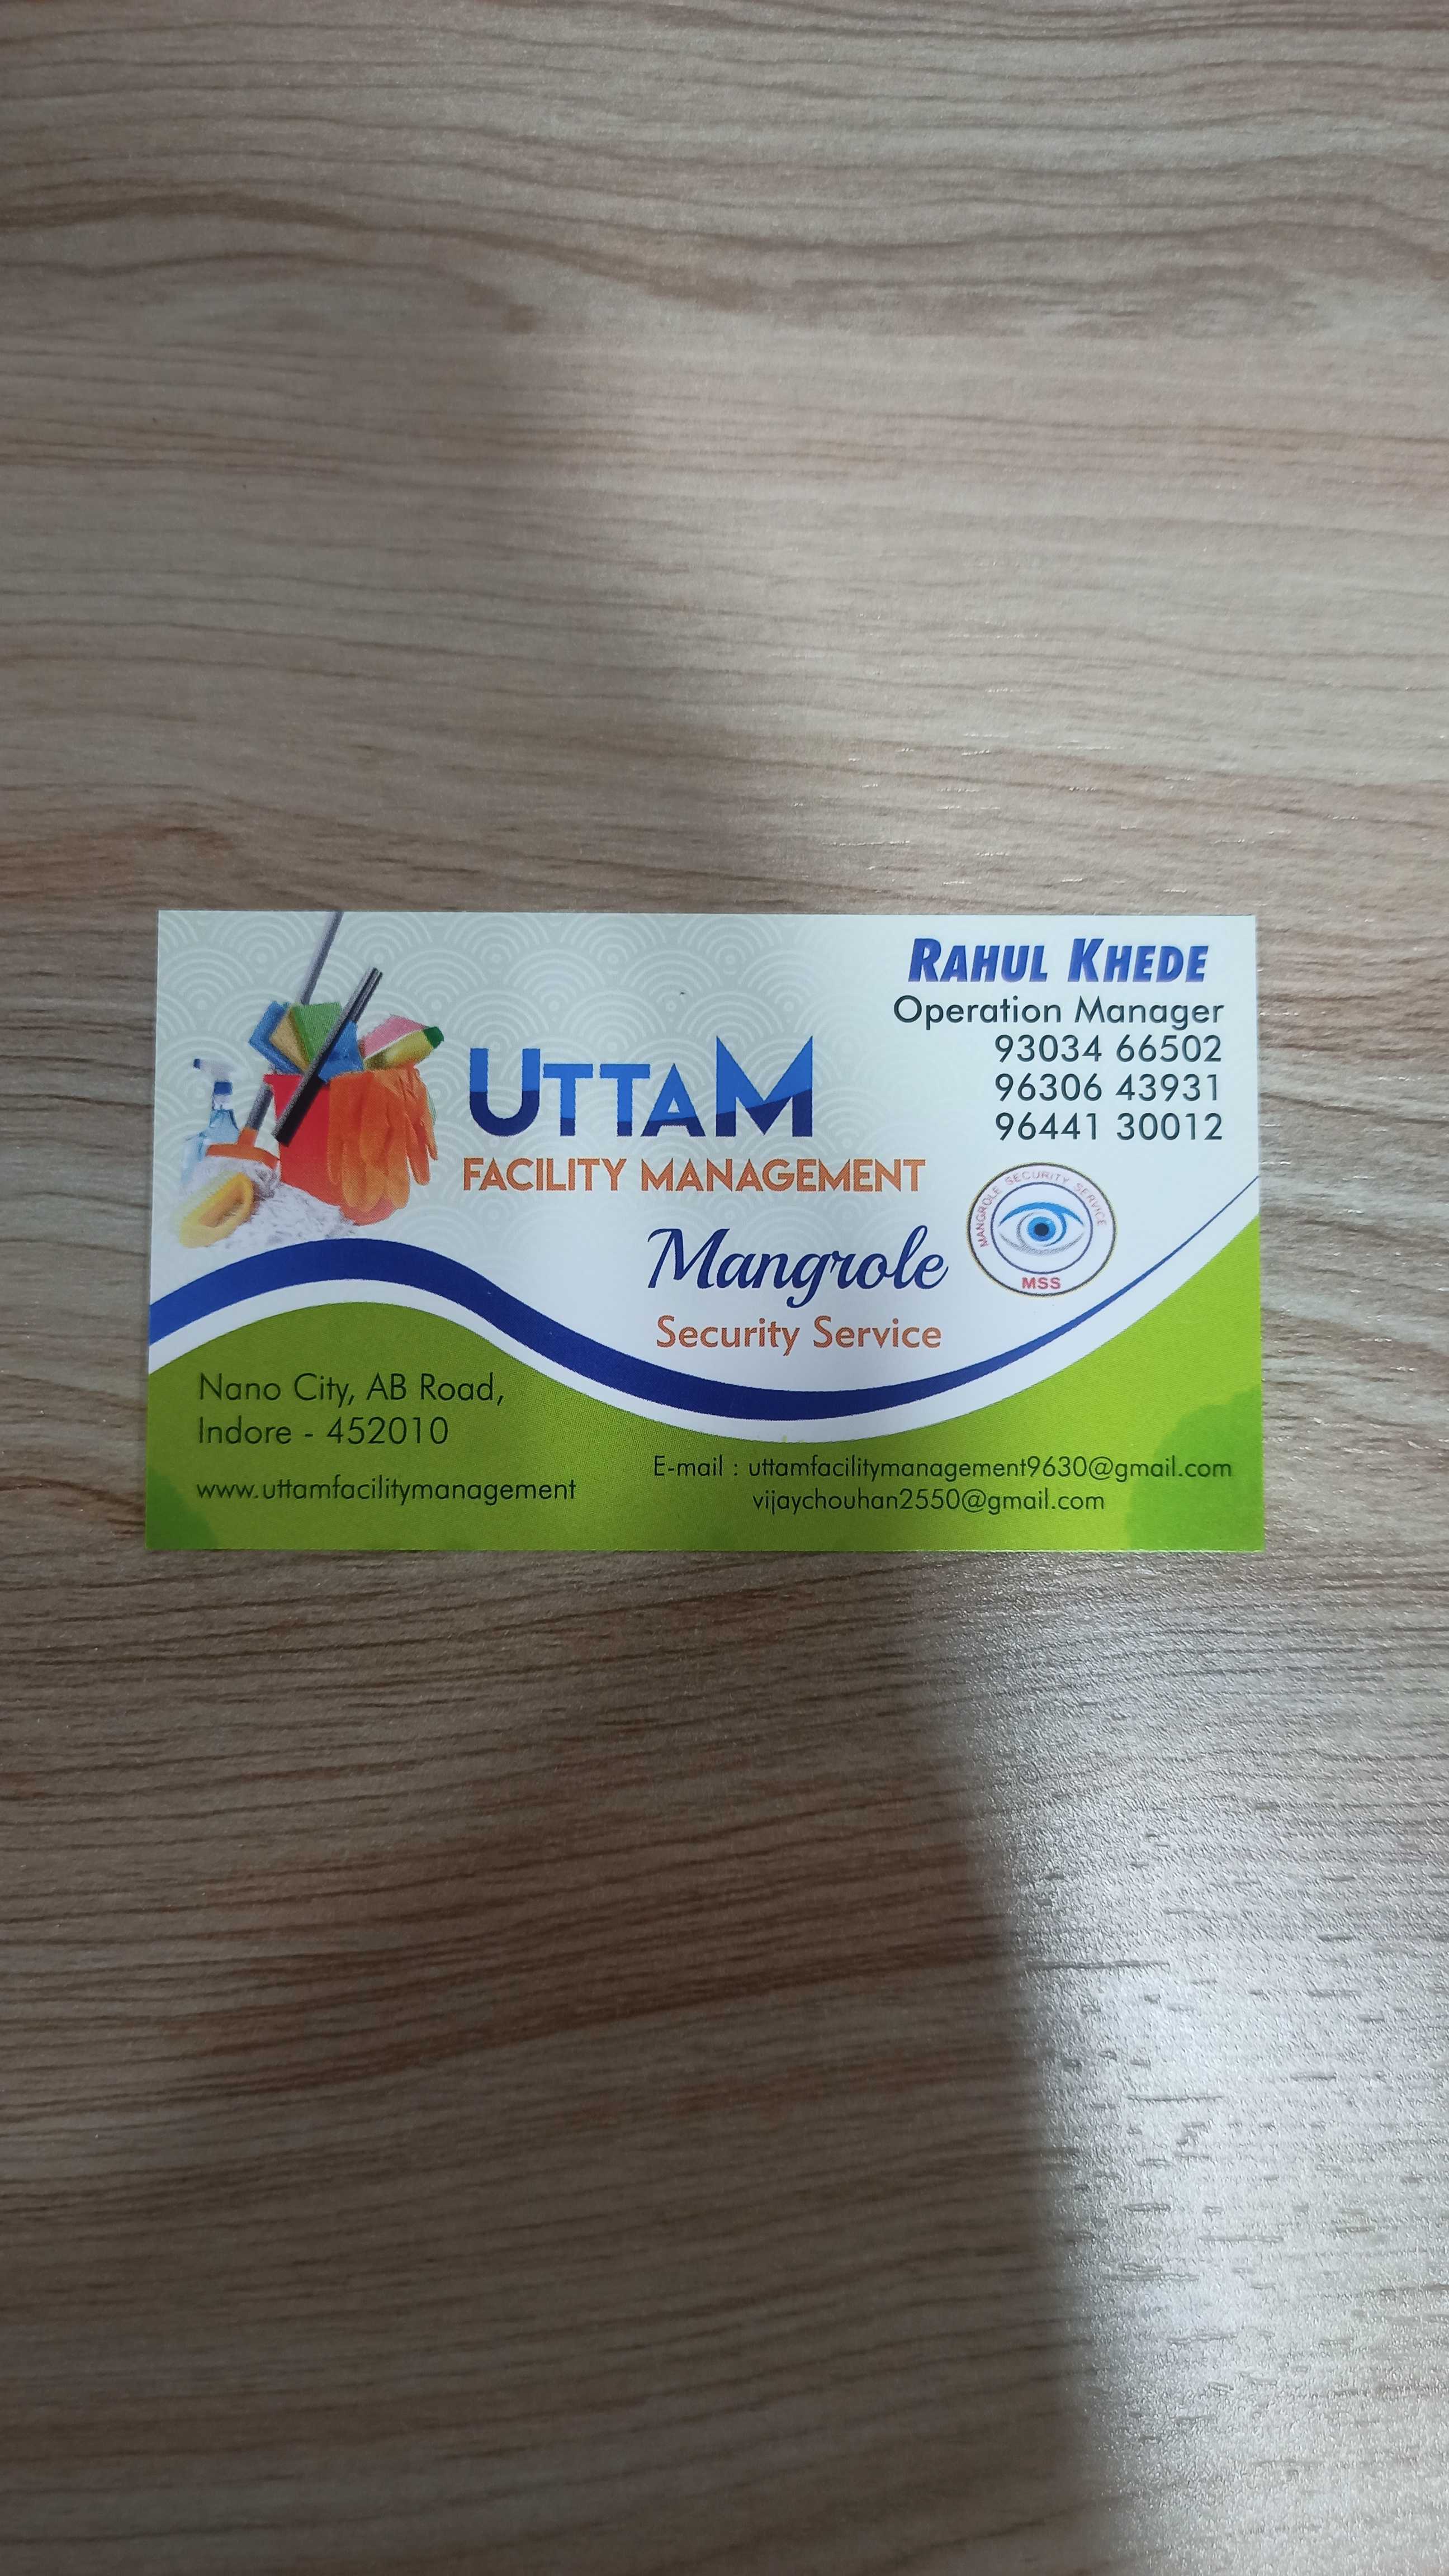 RAHUL KHEDE
Operation Manager
93034 66502
96306 43931
96441 30012
UTTAM
FACILITY MANAGEMENT
Mangrole
Security Service
MANGROLE SECURITY SERVICE
MSS
Nano City, AB Road,
Indore - 452010
www.uttamfacilitymanagement
E-mail : uttamfacilitymanagement9630@gmail.com
vijaychouhan2550@gmail.com